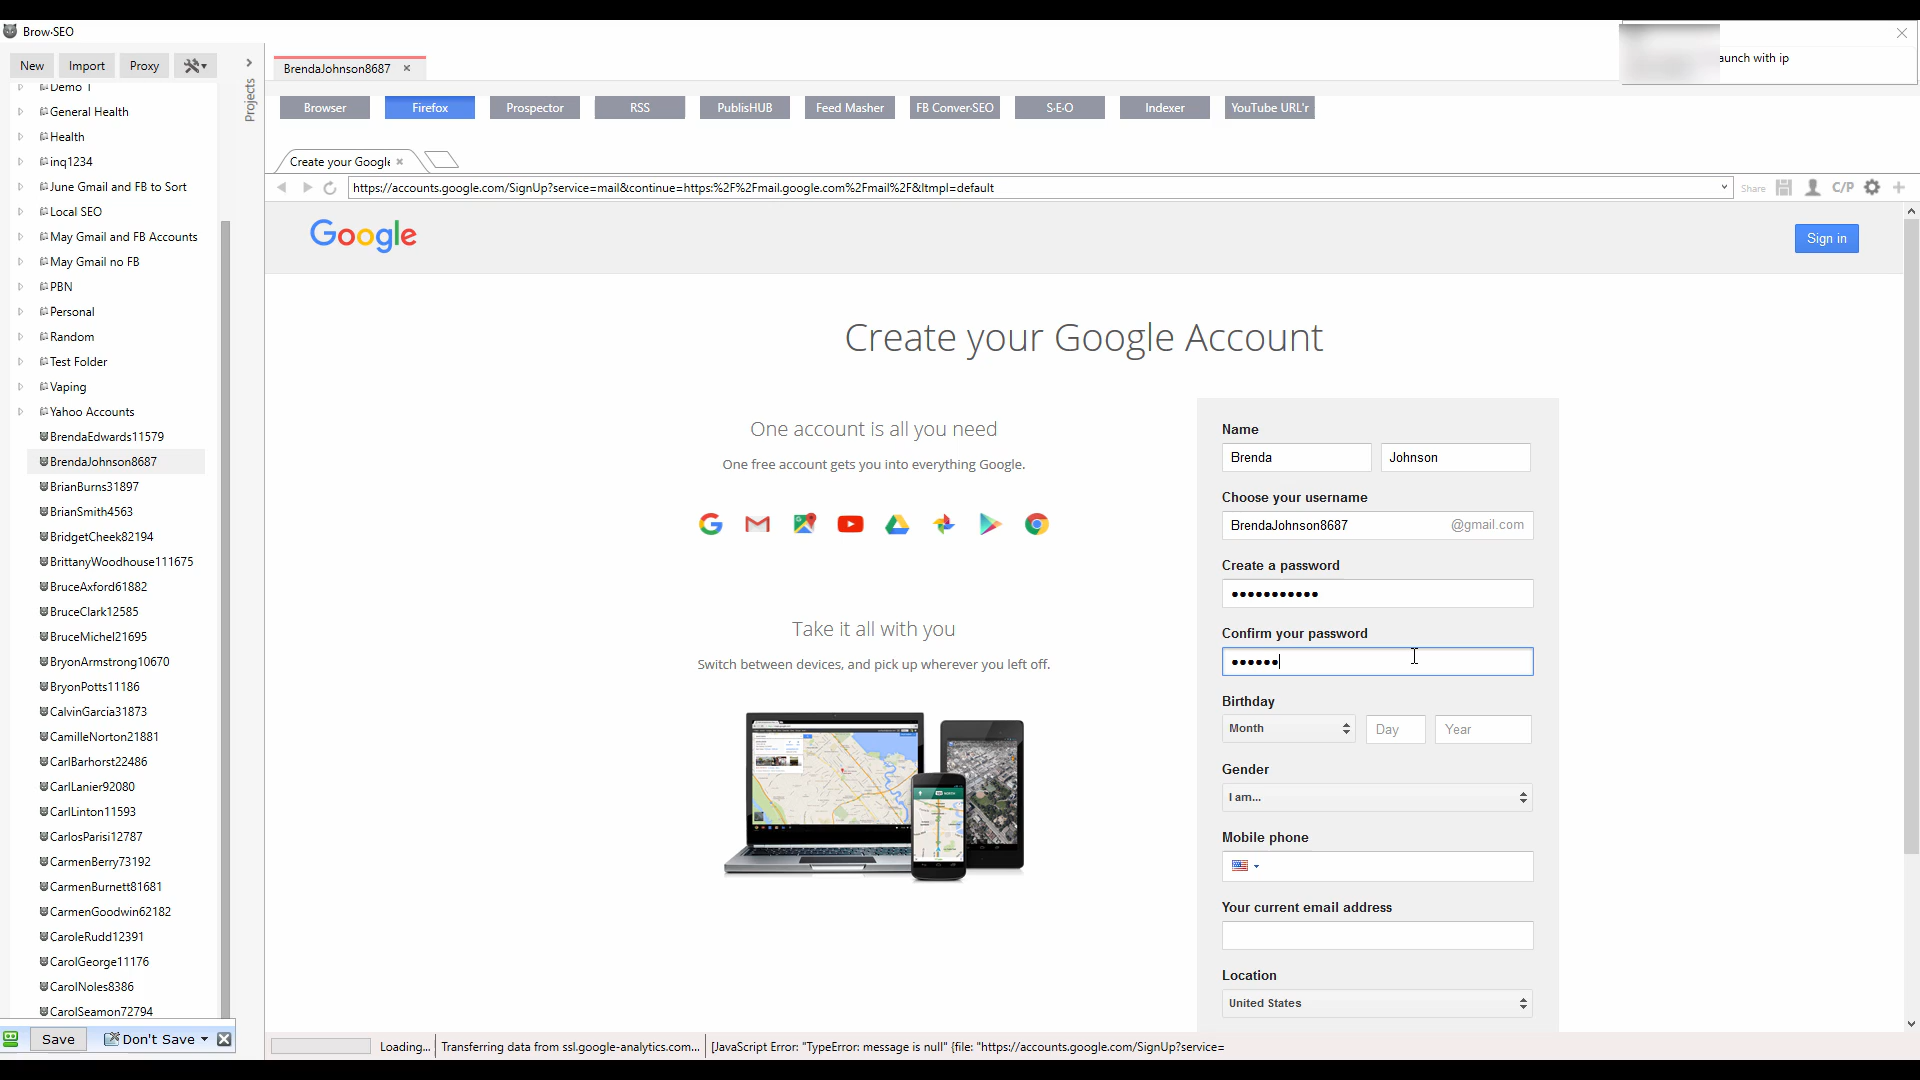 Brow·SEO
aunch with ip
New Import Proxy
Projects
BrendaJohnson8687
Browser Firefox Prospector RSS PublisHUB Feed Masher FB Conver·SEO S·E·O Indexer YouTube URL'r
Create your Google
https://accounts.google.com/SignUp?service=mail&continue=https:%2F%2Fmail.google.com%2Fmail%2F&ltmpl=default
Share C/P
Demo 1
General Health
Health
inq1234
June Gmail and FB to Sort
Local SEO
May Gmail and FB Accounts
May Gmail no FB
PBN
Personal
Random
Test Folder
Vaping
Yahoo Accounts
BrendaEdwards11579
BrendaJohnson8687
BrianBurns31897
BrianSmith4563
BridgetCheek82194
BrittanyWoodhouse111675
BruceAxford61882
BruceClark12585
BruceMichel21695
BryonArmstrong10670
BryonPotts11186
CalvinGarcia31873
CamilleNorton21881
CarlBarhorst22486
CarlLanier92080
CarlLinton11593
CarlosParisi12787
CarmenBerry73192
CarmenBurnett81681
CarmenGoodwin62182
CaroleRudd12391
CarolGeorge11176
CarolNoles8386
CarolSeamon72794
Save Don't Save
Google
Sign in
Create your Google Account
One account is all you need
One free account gets you into everything Google.
Take it all with you
Switch between devices, and pick up wherever you left off.
Name
Brenda Johnson
Choose your username
BrendaJohnson8687 @gmail.com
Create a password
•••••••••••
Confirm your password
••••••
Birthday
Month Day Year
Gender
I am...
Mobile phone
Your current email address
Location
United States
Loading... Transferring data from ssl.google-analytics.com... [JavaScript Error: "TypeError: message is null" {file: "https://accounts.google.com/SignUp?service=